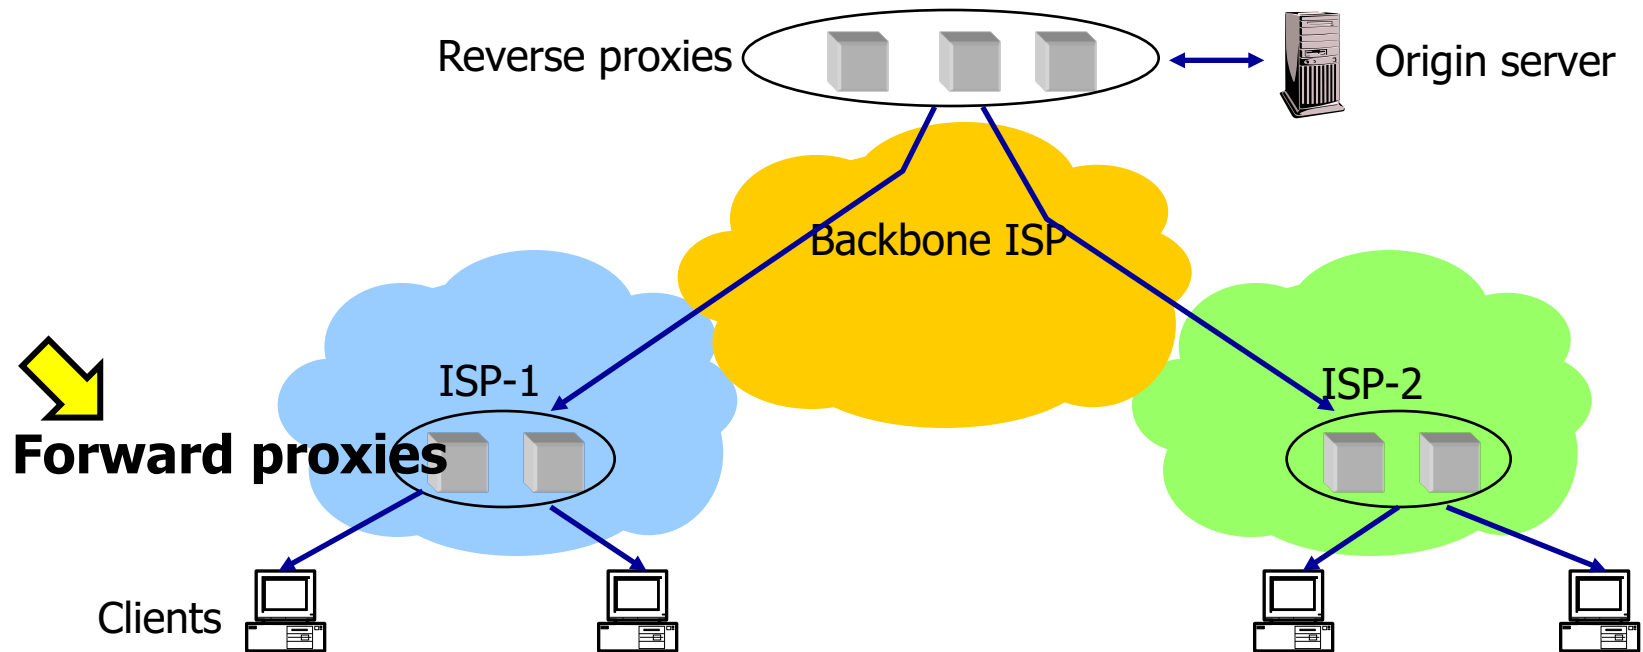 Reverse proxies
Origin server
Backbone ISP
ISP-1
ISP-2
Forward proxies
Clients